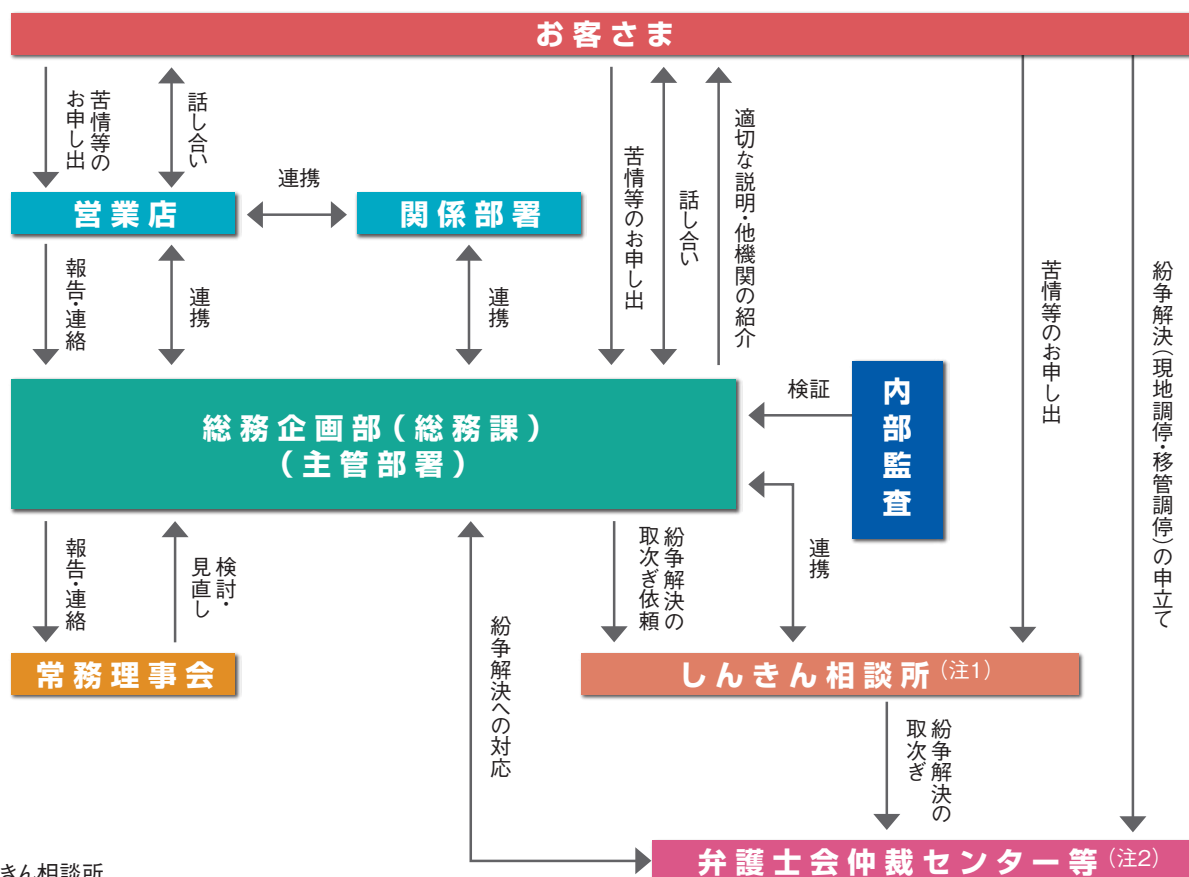 お客さま
苦情等の
お申し出
話し合い
苦情等のお申し出
話し合い
適切な説明・他機関の紹介
苦情等のお申し出
紛争解決(現地調停・移管調停)の申立て
営業店
連携
関係部署
報告・連絡
連携
連携
総務企画部(総務課)
(主管部署)
検証
内部監査
報告・連絡
検討・
見直し
紛争解決への対応
紛争解決の
取次ぎ依頼
連携
常務理事会
しんきん相談所(注1)
紛争解決の
取次ぎ
弁護士会仲裁センター等(注2)
きん相談所